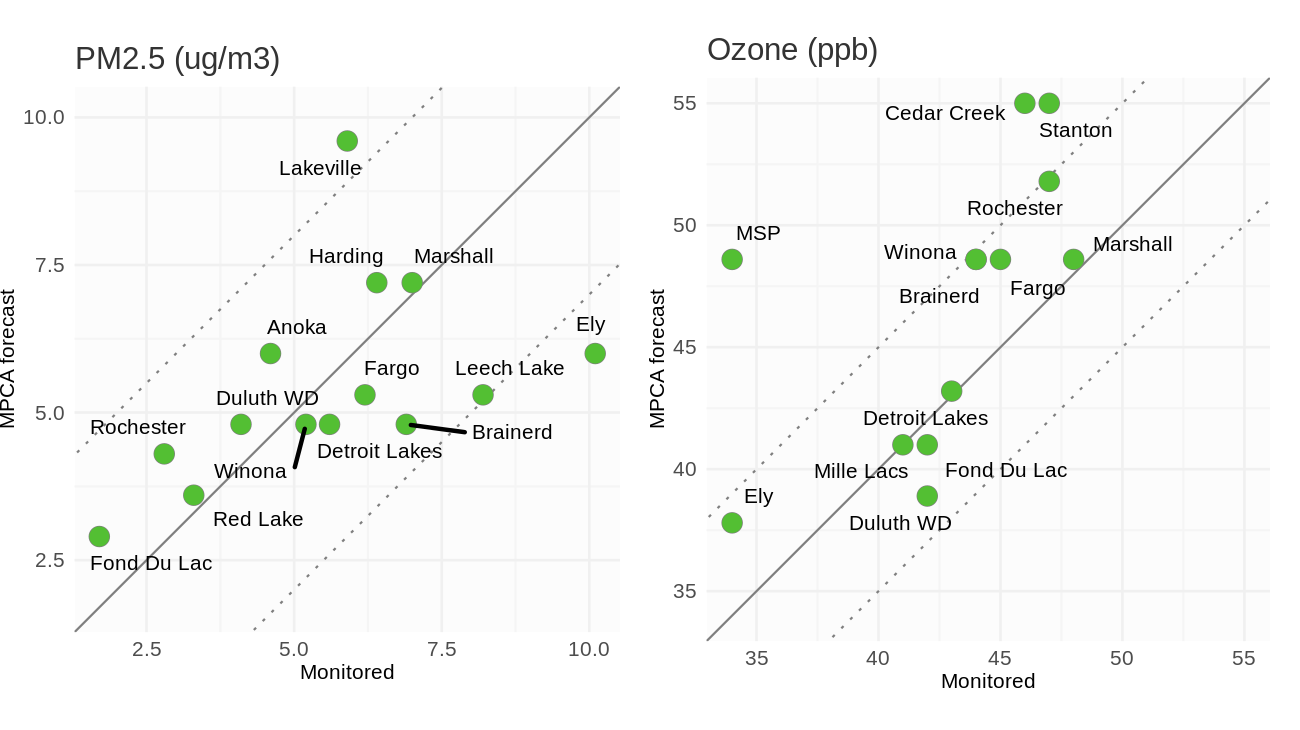 PM2.5 (ug/m3)
10.0
7.5
5.0
2.5
MPCA forecast
Lakeville
Harding
Marshall
Anoka
Ely
Fargo
Leech Lake
Duluth WD
Rochester
Brainerd
Detroit Lakes
Winona
Red Lake
Fond Du Lac
2.5
5.0
7.5
10.0
Monitored
Ozone (ppb)
55
50
45
40
35
MPCA forecast
Cedar Creek
Stanton
Rochester
MSP
Marshall
Winona
Fargo
Brainerd
Detroit Lakes
Mille Lacs
Fond Du Lac
Ely
Duluth WD
35
40
45
50
55
Monitored